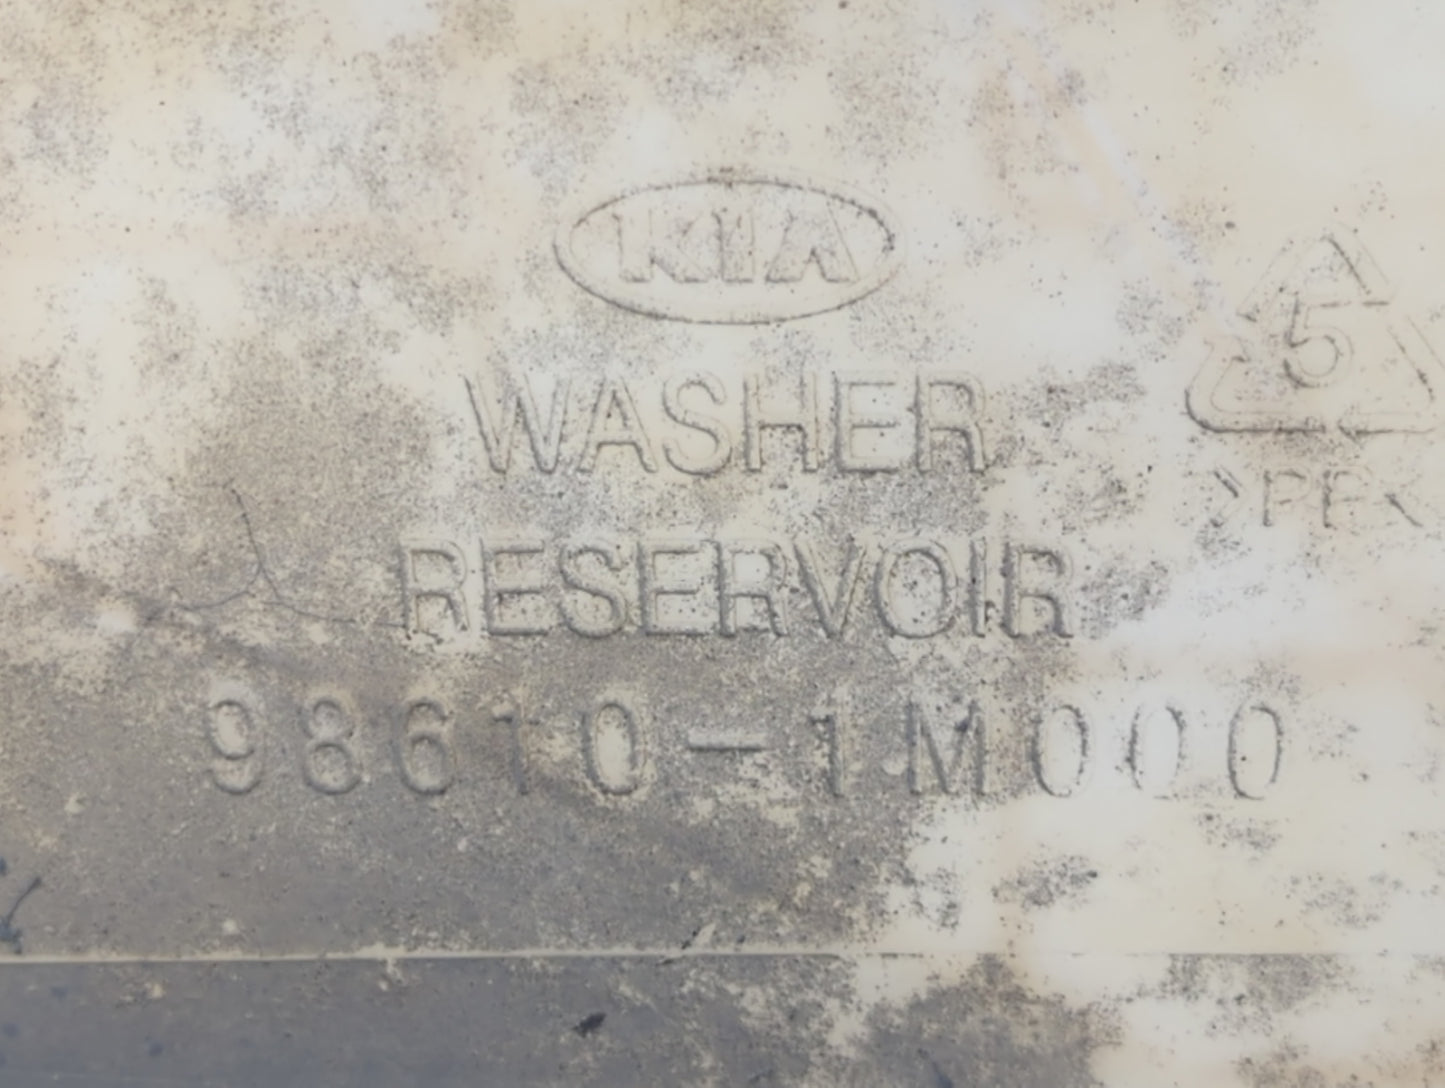 KIA
WASHER
RESERVOIR
98610-1M000
5
>PP<